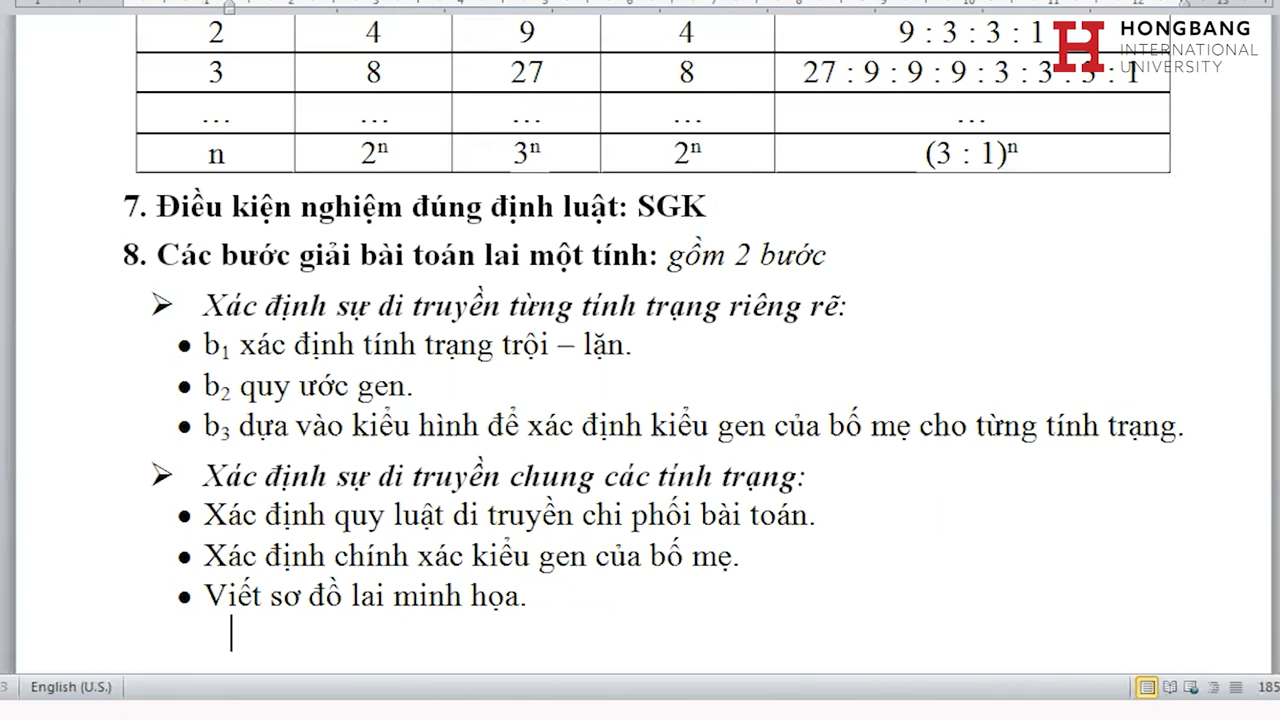 HONGBANG
INTERNATIONAL
UNIVERSITY
2 4 9 4 9 : 3 : 3 : 1
3 8 27 8 27 : 9 : 9 : 9 : 3 : 3 : 3 : 1
... ... ... ... ...
n 2ⁿ 3ⁿ 2ⁿ (3 : 1)ⁿ
7. Điều kiện nghiệm đúng định luật: SGK
8. Các bước giải bài toán lai một tính: gồm 2 bước
➢ Xác định sự di truyền từng tính trạng riêng rẽ:
• b₁ xác định tính trạng trội – lặn.
• b₂ quy ước gen.
• b₃ dựa vào kiểu hình để xác định kiểu gen của bố mẹ cho từng tính trạng.
➢ Xác định sự di truyền chung các tính trạng:
• Xác định quy luật di truyền chi phối bài toán.
• Xác định chính xác kiểu gen của bố mẹ.
• Viết sơ đồ lai minh họa.
3 English (U.S.) 185